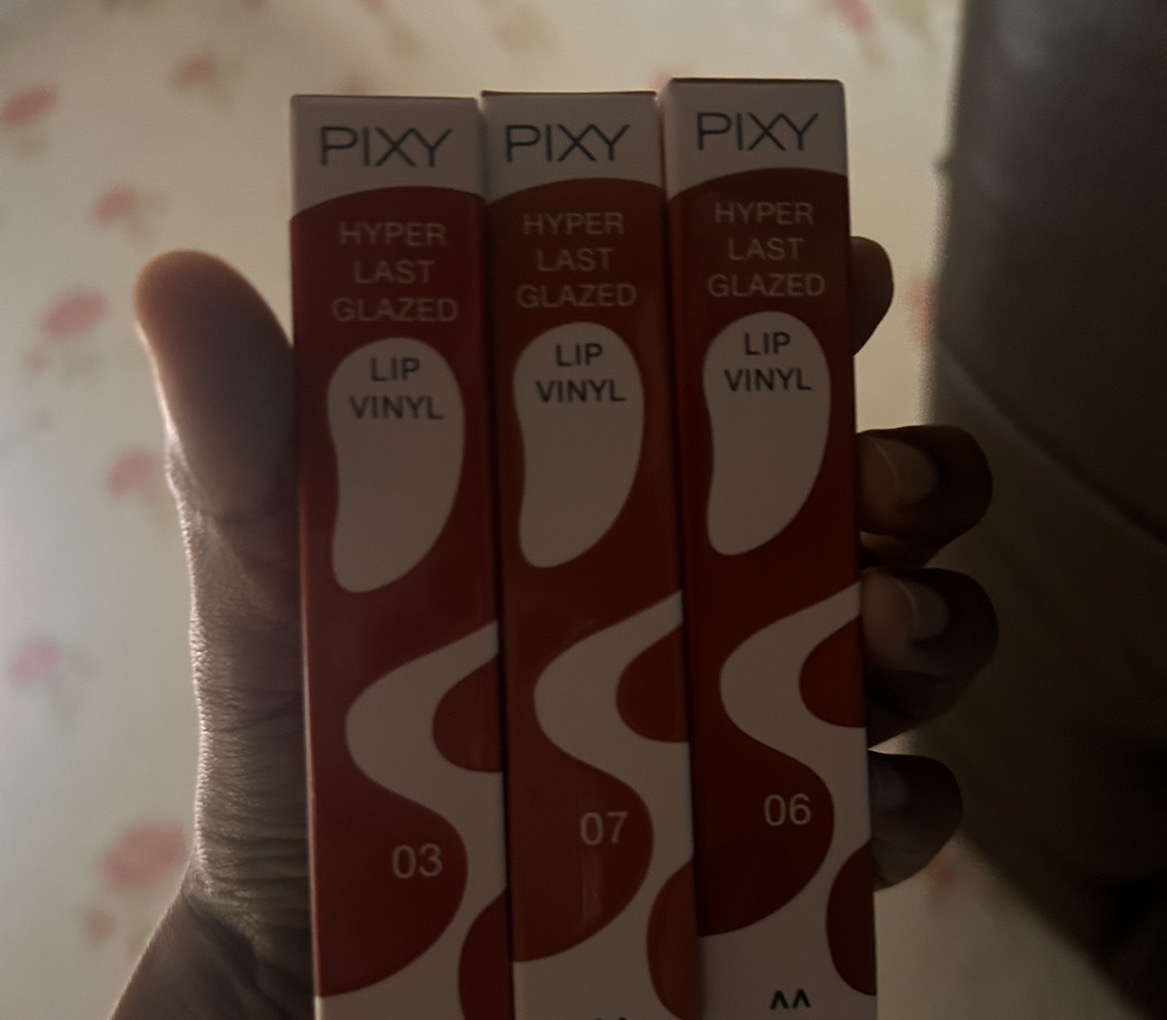 PIXY
HYPER
LAST
GLAZED
LIP
VINYL
03
PIXY
HYPER
LAST
GLAZED
LIP
VINYL
07
PIXY
HYPER
LAST
GLAZED
LIP
VINYL
06